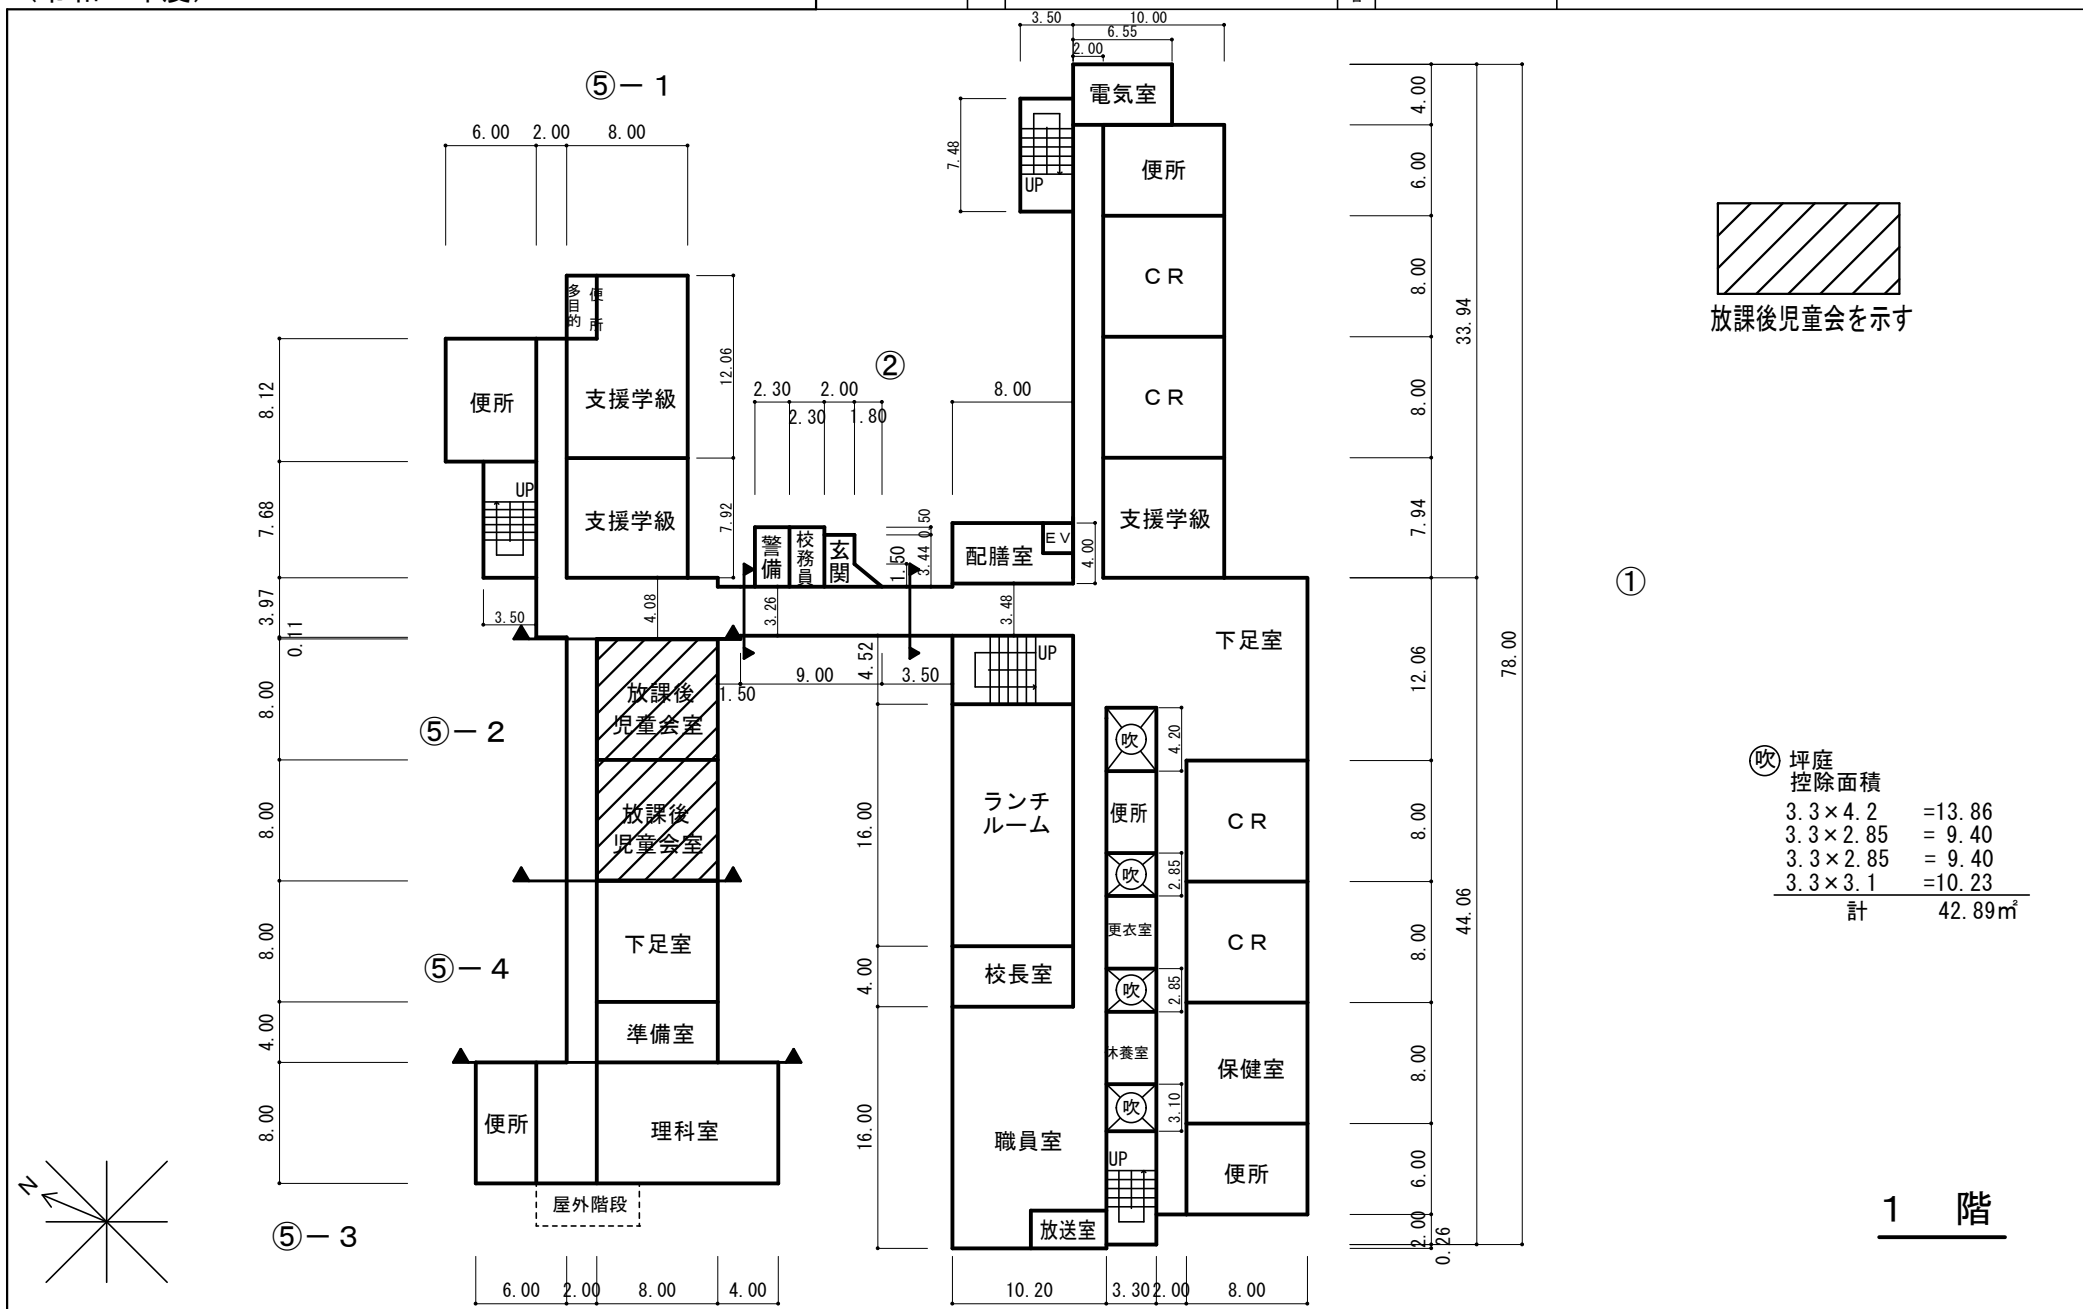 3.50
10.00
6.55
2.00
⑤－1
電気室
4.00
6.00
2.00
8.00
7.48
UP
便所
6.00
CR
8.00
33.94
放課後児童会を示す
多目的
便所
12.06
②
便所
8.12
支援学級
2.30
2.00
2.30
1.80
8.00
CR
8.00
78.00
UP
7.68
支援学級
7.92
警備
校務員
玄関
0.50
3.44
1.50
配膳室
EV
4.00
支援学級
7.94
①
3.97
0.11
3.50
4.08
3.26
3.48
下足室
12.06
放課後
児童会室
8.00
1.50
9.00
4.52
3.50
UP
⑤－2
吹
4.20
放課後
児童会室
8.00
ランチ
ルーム
16.00
便所
CR
8.00
吹
2.85
吹 坪庭
控除面積
3.3×4.2 =13.86
3.3×2.85 = 9.40
3.3×2.85 = 9.40
3.3×3.1 =10.23
計 42.89㎡
⑤－4
下足室
8.00
更衣室
CR
8.00
44.06
校長室
4.00
吹
2.85
準備室
4.00
休養室
保健室
8.00
便所
理科室
8.00
職員室
16.00
吹
3.10
UP
便所
6.00
N
屋外階段
⑤－3
放送室
2.00
0.26
1 階
6.00
2.00
8.00
4.00
10.20
3.30
2.00
8.00